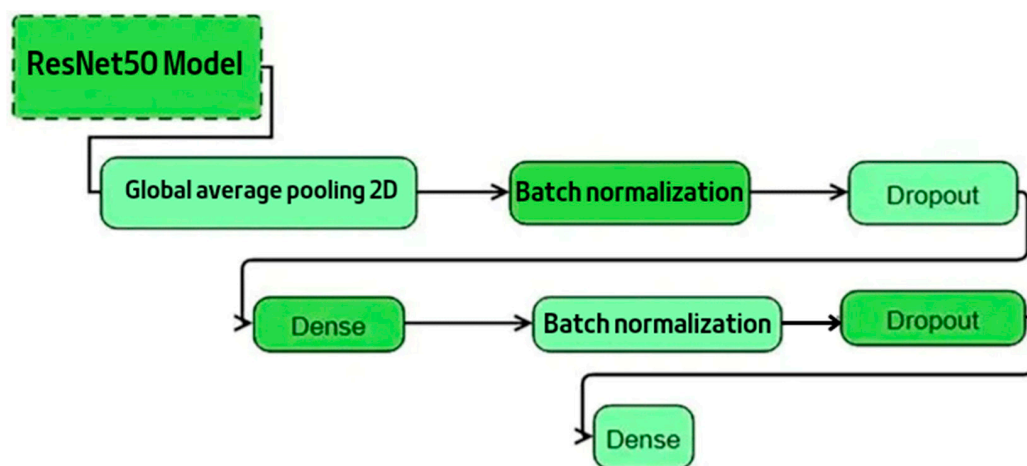 ResNet50 Model
Global average pooling 2D
Batch normalization
Dropout
Dense
Batch normalization
Dropout
Dense